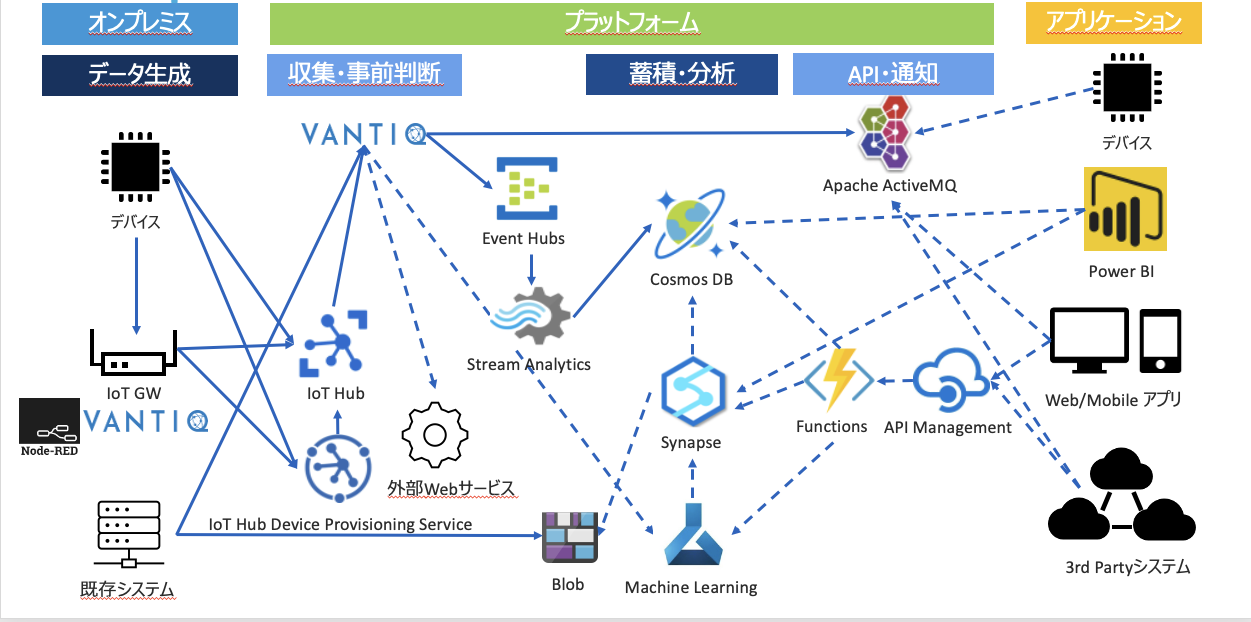 オンプレミス
プラットフォーム
アプリケーション
データ生成
収集・事前判断
蓄積・分析
API・通知
VANTIQ
デバイス
デバイス
Apache ActiveMQ
Event Hubs
Cosmos DB
Power BI
Stream Analytics
IoT GW
IoT Hub
Web/Mobile アプリ
Node-RED
VANTIQ
Synapse
Functions
API Management
外部Webサービス
IoT Hub Device Provisioning Service
既存システム
Blob
Machine Learning
3rd Partyシステム